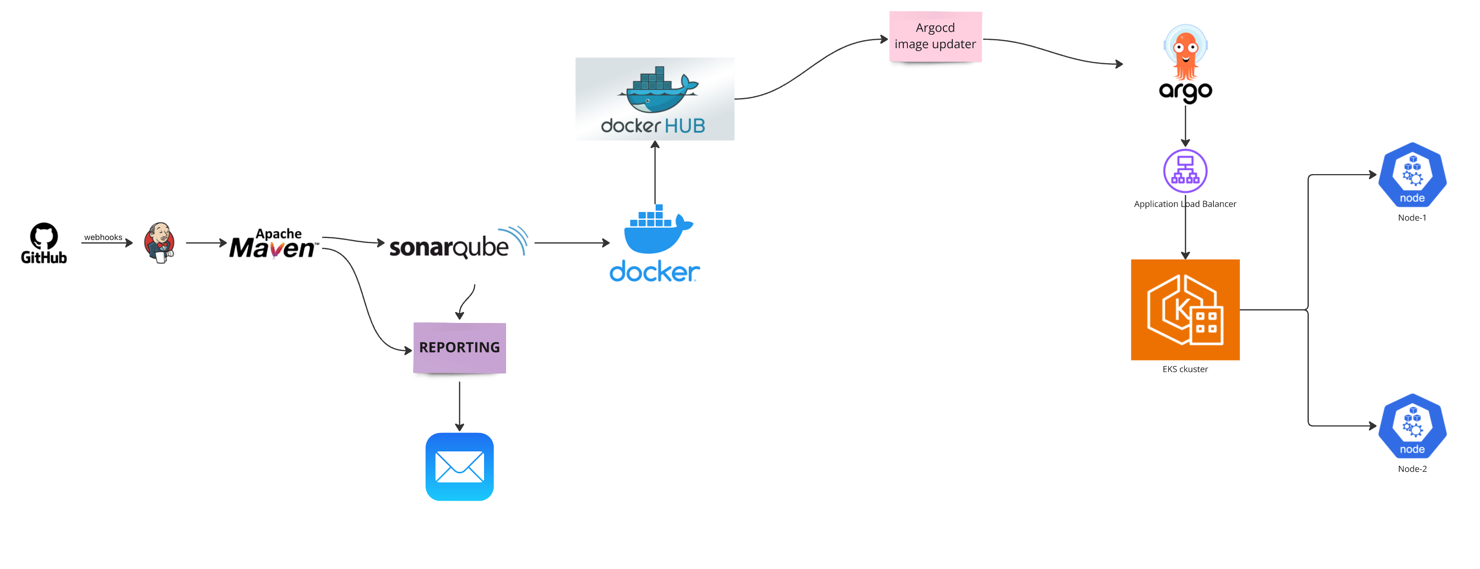 GitHub
webhooks
Apache
Maven™
sonarqube
REPORTING
docker
docker HUB
Argocd
image updater
argo
Application Load Balancer
K
EKS ckuster
node
Node-1
node
Node-2